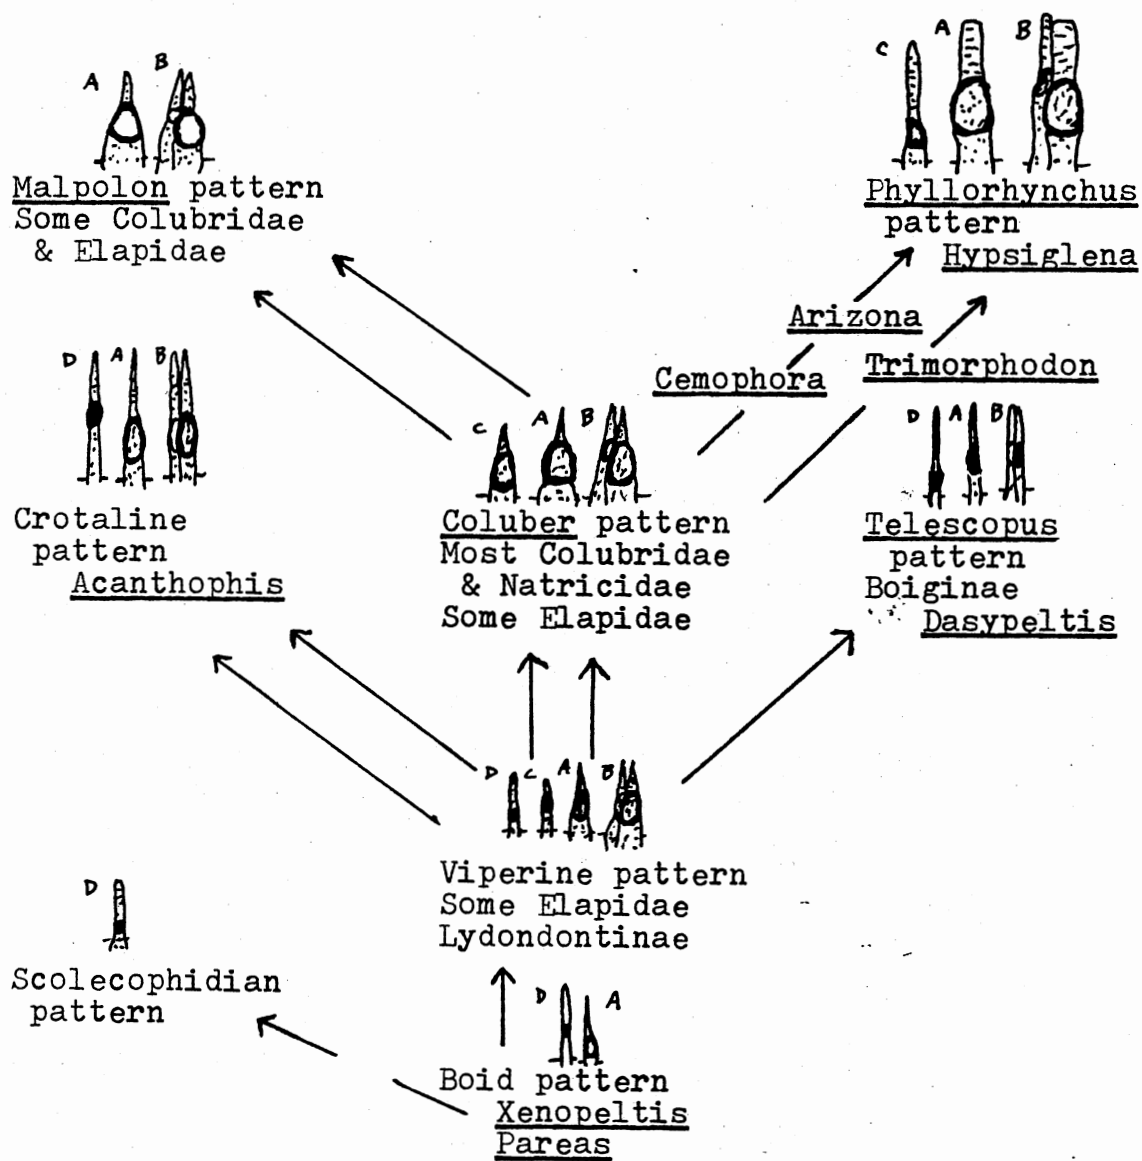 C A B
A B
Malpolon pattern
Some Colubridae
& Elapidae
Phyllorhynchus
pattern
Hypsiglena
Arizona
Trimorphodon
Cemophora
D A B
Crotaline
pattern
Acanthophis
C A B
Coluber pattern
Most Colubridae
& Natricidae
Some Elapidae
D A B
Telescopus
pattern
Boiginae
Dasypeltis
D C A B
Viperine pattern
Some Elapidae
Lydondontinae
D
Scolecophidian
pattern
D A
Boid pattern
Xenopeltis
Pareas